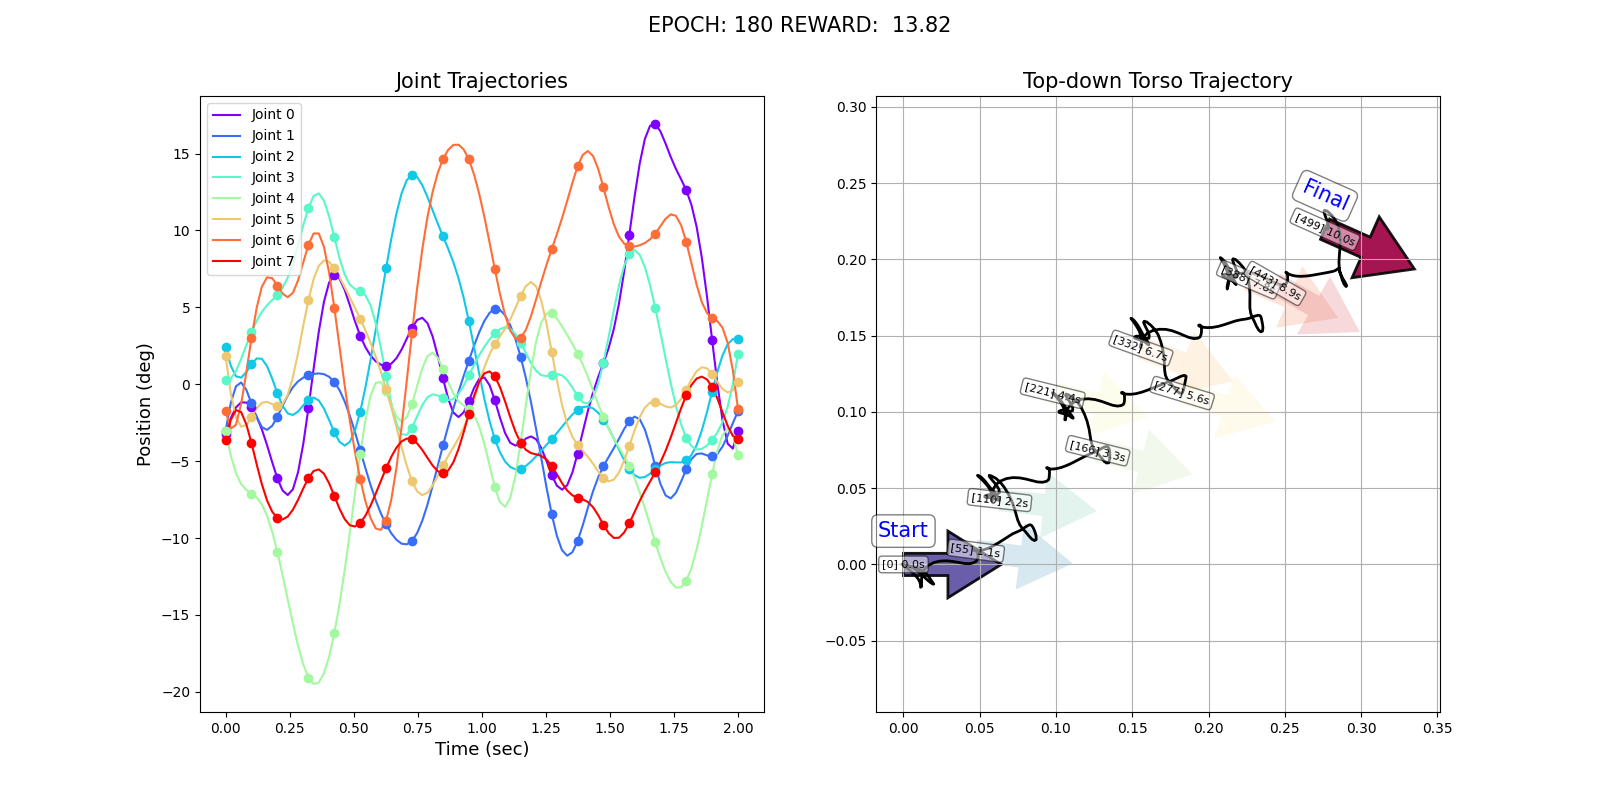 EPOCH: 180 REWARD:  13.82
Joint Trajectories
Position (deg)
15
10
5
0
−5
−10
−15
−20
Joint 0
Joint 1
Joint 2
Joint 3
Joint 4
Joint 5
Joint 6
Joint 7
0.00 0.25 0.50 0.75 1.00 1.25 1.50 1.75 2.00
Time (sec)
Top-down Torso Trajectory
0.30
0.25
0.20
0.15
0.10
0.05
0.00
−0.05
Final
[499] 10.0s
[443] 8.9s
[332] 6.7s
[277] 5.6s
[221] 4.4s
[166] 3.3s
[110] 2.2s
Start
[55] 1.1s
[0] 0.0s
0.00 0.05 0.10 0.15 0.20 0.25 0.30 0.35